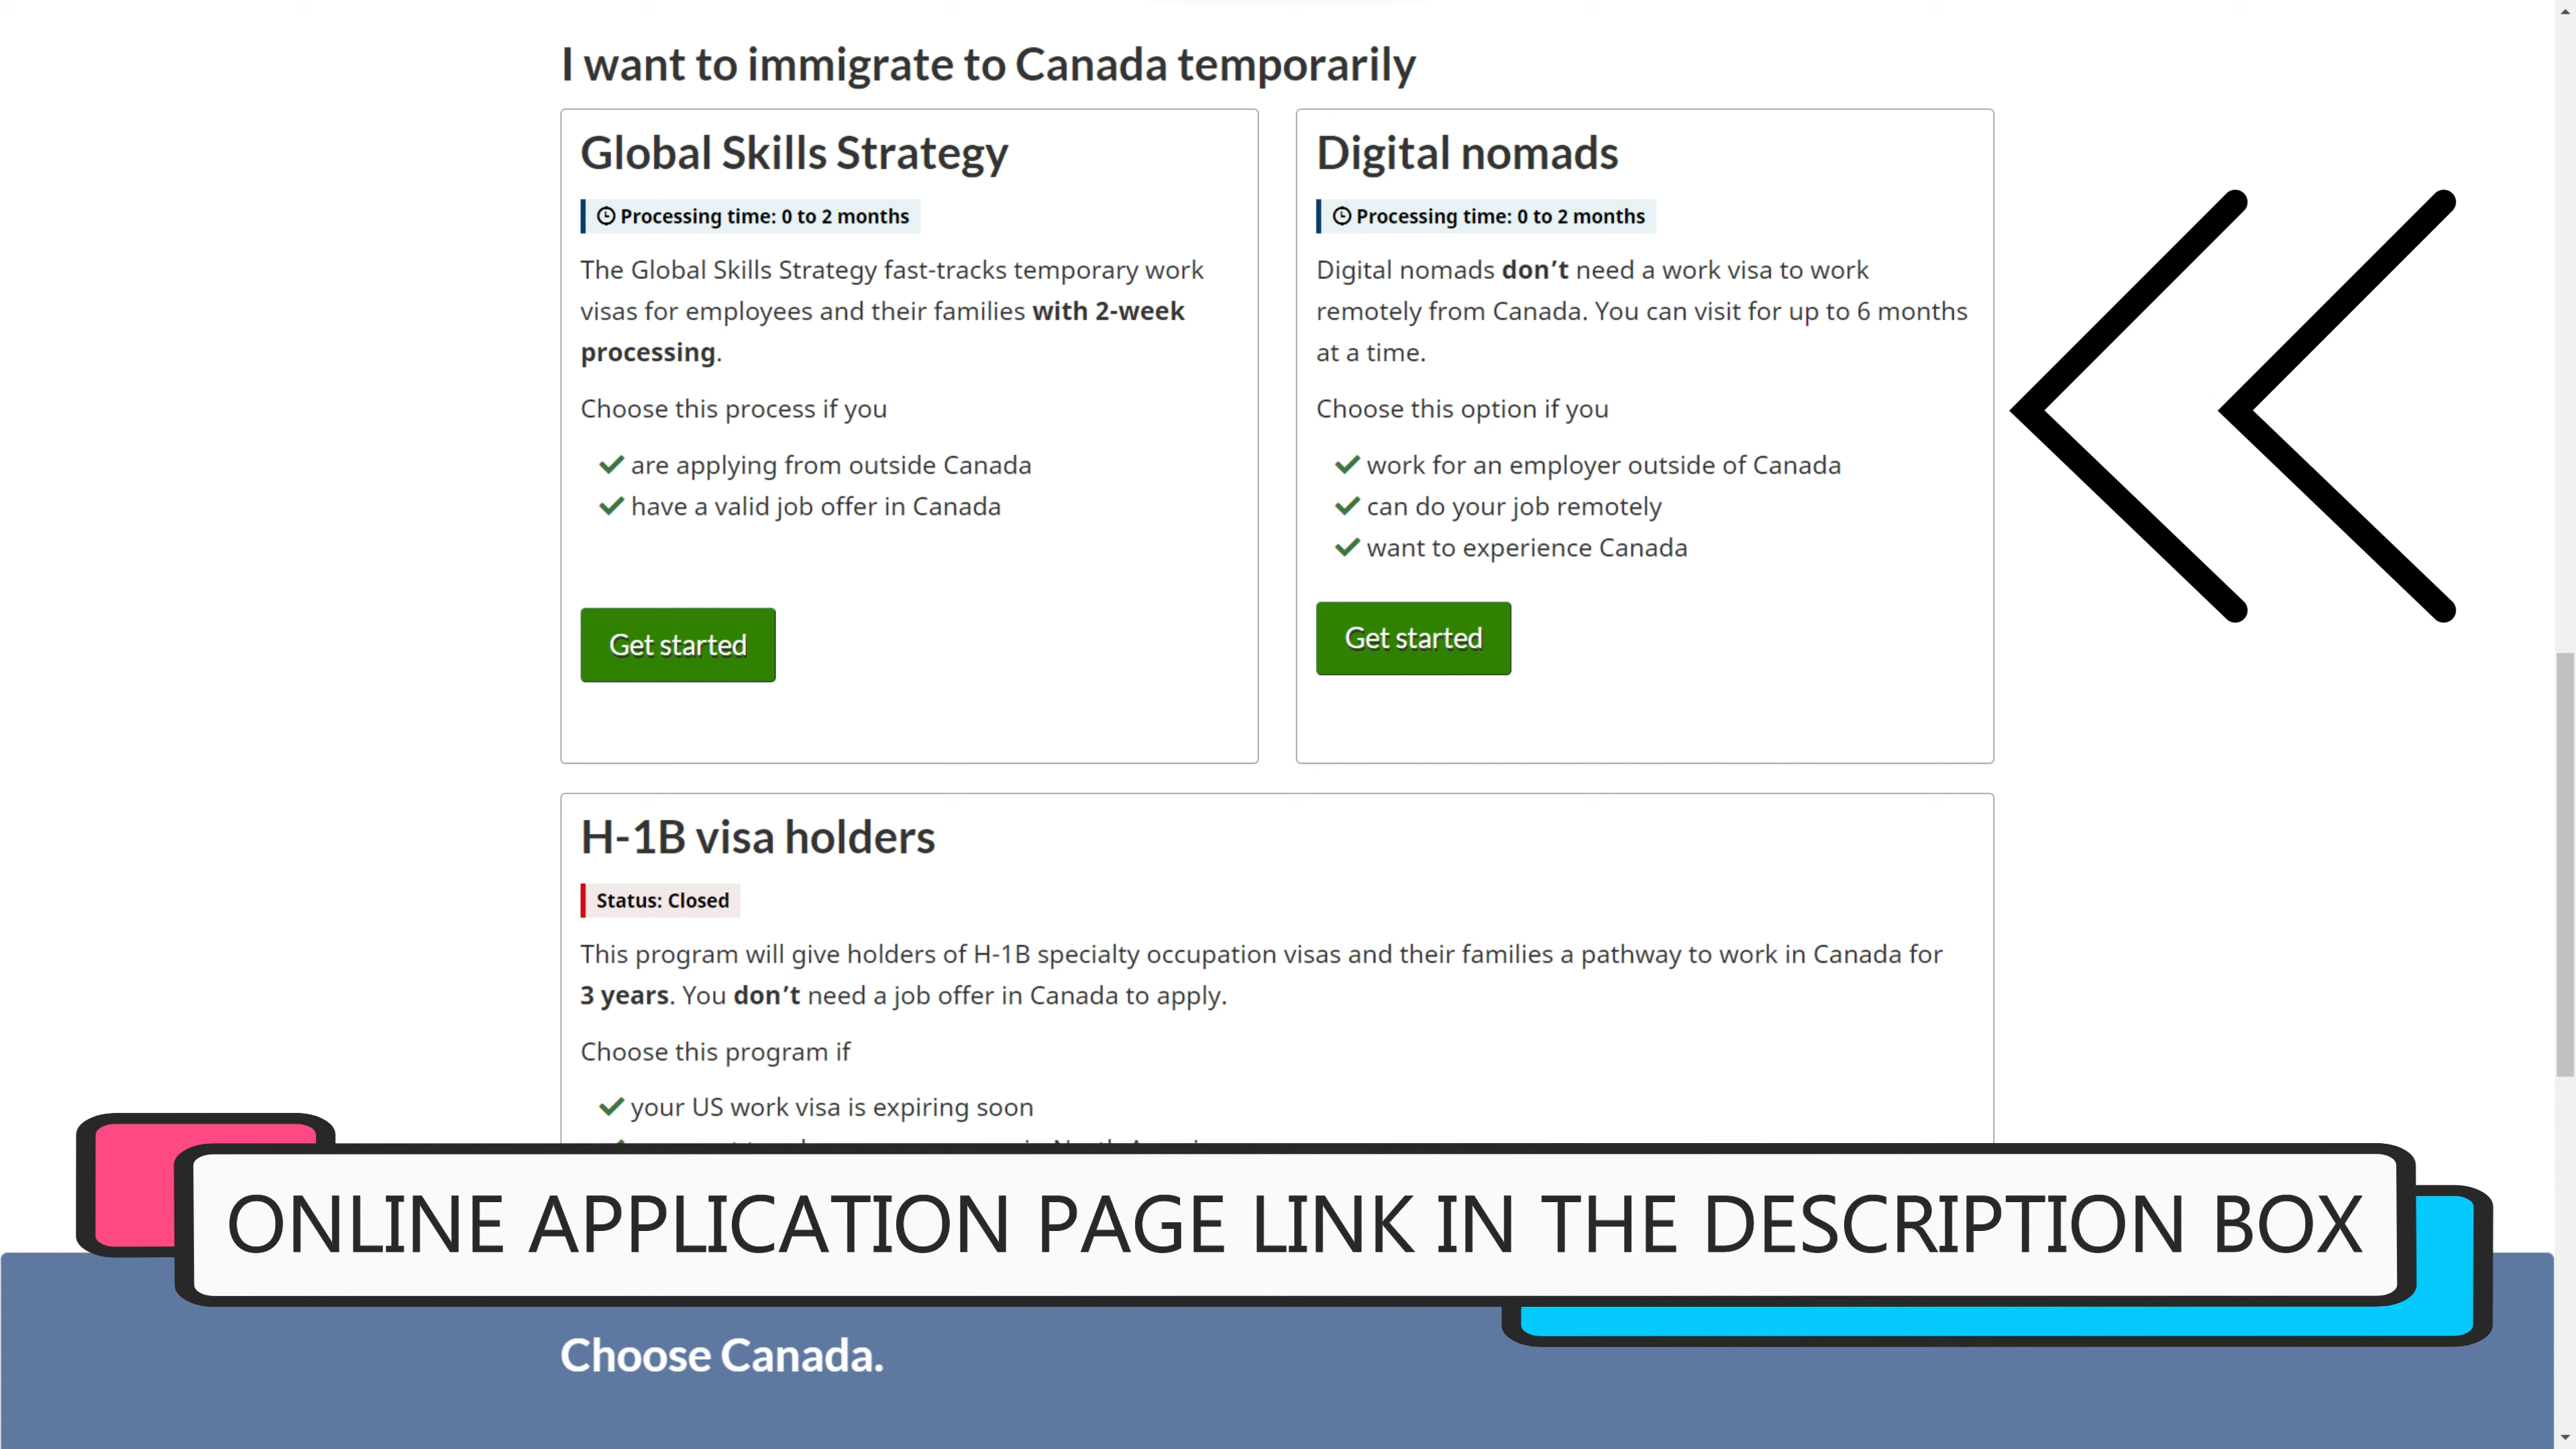 I want to immigrate to Canada temporarily
Global Skills Strategy
Processing time: 0 to 2 months
The Global Skills Strategy fast-tracks temporary work
visas for employees and their families with 2-week
processing.
Choose this process if you
are applying from outside Canada
have a valid job offer in Canada
Get started
Digital nomads
Processing time: 0 to 2 months
Digital nomads don't need a work visa to work
remotely from Canada. You can visit for up to 6 months
at a time.
Choose this option if you
work for an employer outside of Canada
can do your job remotely
want to experience Canada
Get started
H-1B visa holders
Status: Closed
This program will give holders of H-1B specialty occupation visas and their families a pathway to work in Canada for
3 years. You don't need a job offer in Canada to apply.
Choose this program if
your US work visa is expiring soon
ONLINE APPLICATION PAGE LINK IN THE DESCRIPTION BOX
Choose Canada.